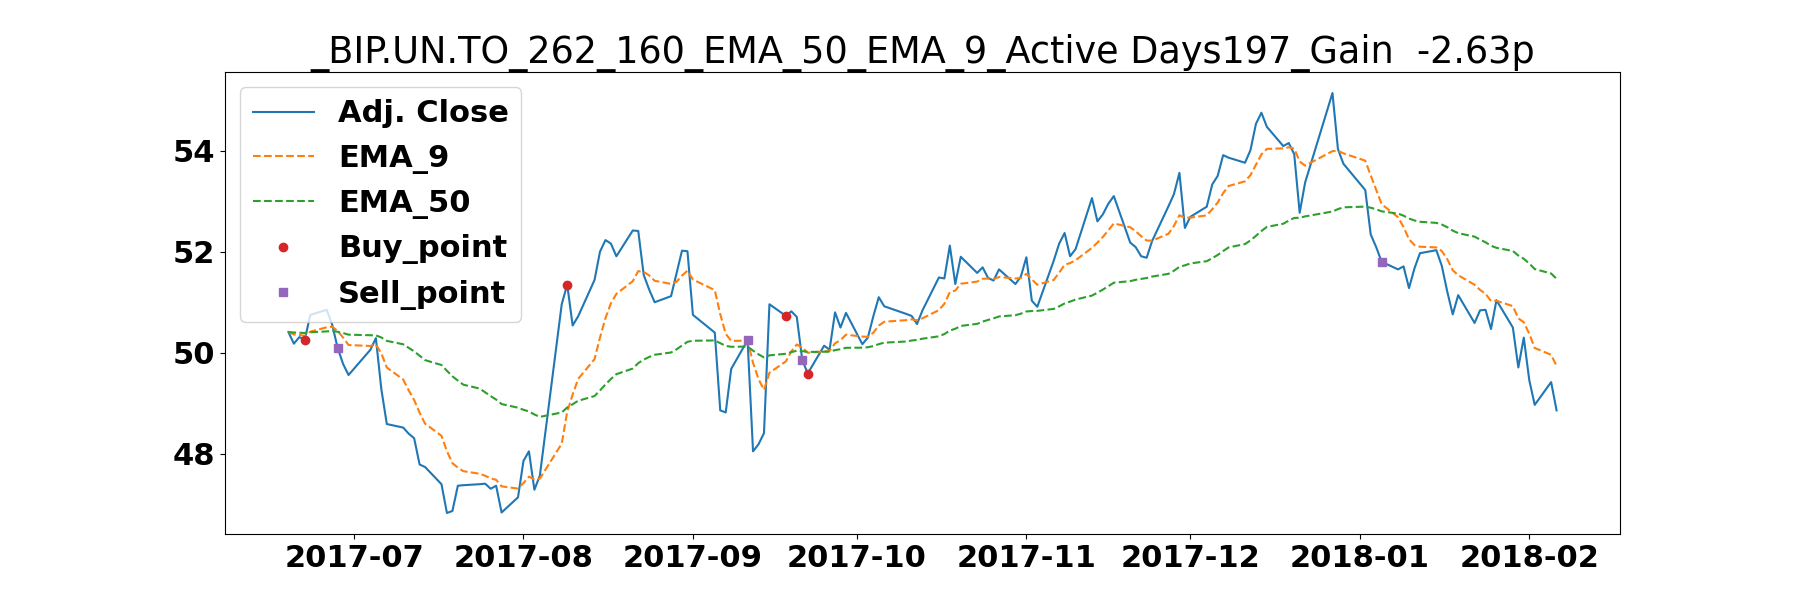 _BIP.UN.TO_262_160_EMA_50_EMA_9_Active Days197_Gain  -2.63p
Adj. Close
EMA_9
EMA_50
Buy_point
Sell_point
54
52
50
48
2017-07 2017-08 2017-09 2017-10 2017-11 2017-12 2018-01 2018-02